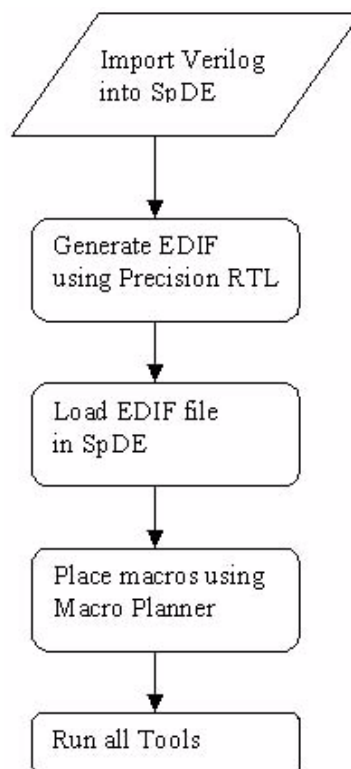 Import Verilog
into SpDE
Generate EDIF
using Precision RTL
Load EDIF file
in SpDE
Place macros using
Macro Planner
Run all Tools